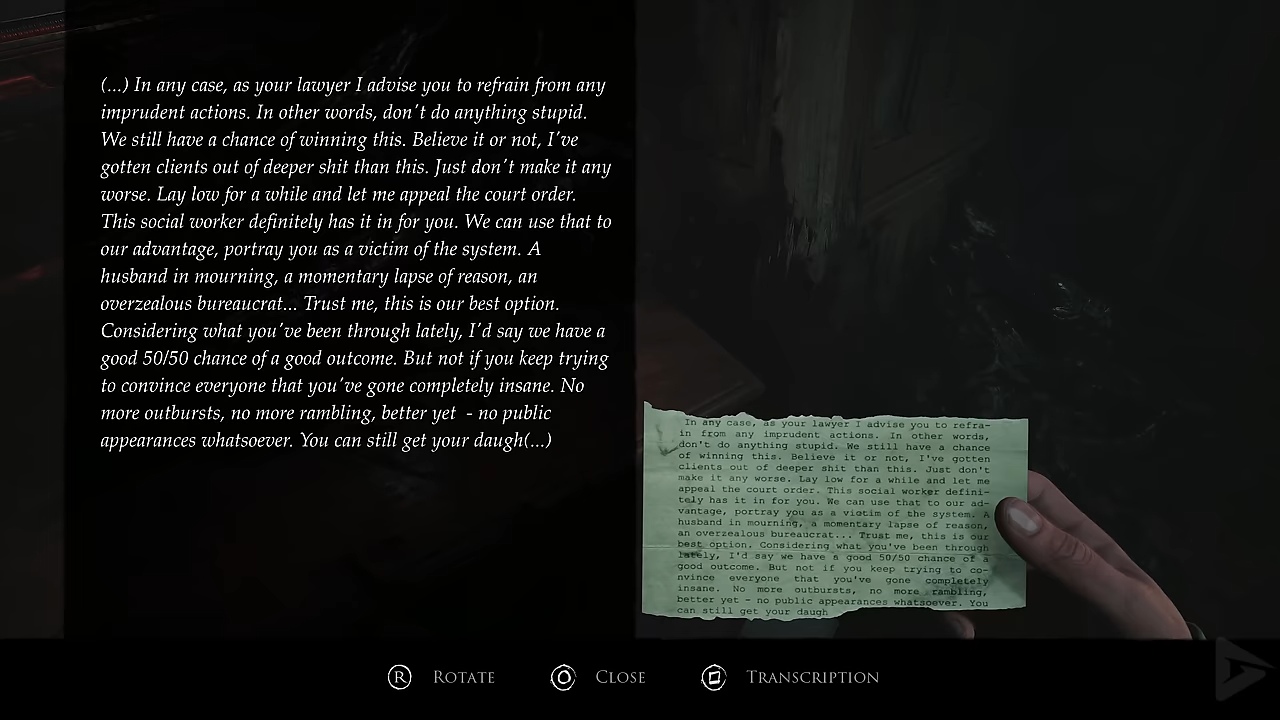 (...) In any case, as your lawyer I advise you to refrain from any
imprudent actions. In other words, don't do anything stupid.
We still have a chance of winning this. Believe it or not, I've
gotten clients out of deeper shit than this. Just don't make it any
worse. Lay low for a while and let me appeal the court order.
This social worker definitely has it in for you. We can use that to
our advantage, portray you as a victim of the system. A
husband in mourning, a momentary lapse of reason, an
overzealous bureaucrat... Trust me, this is our best option.
Considering what you've been through lately, I'd say we have a
good 50/50 chance of a good outcome. But not if you keep trying
to convince everyone that you've gone completely insane. No
more outbursts, no more rambling, better yet  - no public
appearances whatsoever. You can still get your daugh(...)
In any case, as your lawyer I advise you to refra-
in from any imprudent actions. In other words,
don't do anything stupid. We still have a chance
of winning this. Believe it or not, I've gotten
clients out of deeper shit than this. Just don't
make it any worse. Lay low for a while and let me
appeal the court order. This social worker defini-
tely has it in for you. We can use that to our ad-
vantage, portray you as a victim of the system. A
husband in mourning, a momentary lapse of reason,
an overzealous bureaucrat... Trust me, this is our
best option. Considering what you've been through
lately, I'd say we have a good 50/50 chance of a
good outcome. But not if you keep trying to co-
nvince everyone that you've gone completely
insane. No more outbursts, no more rambling,
better yet - no public appearances whatsoever. You
can still get your daugh
R ROTATE CLOSE TRANSCRIPTION